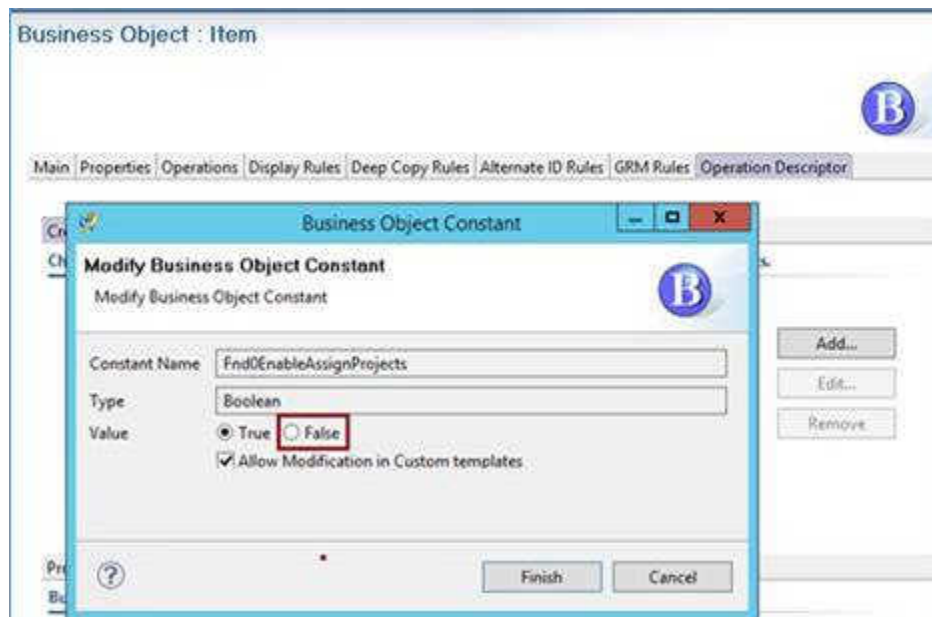 Business Object : Item
B
Main Properties Operations Display Rules Deep Copy Rules Alternate ID Rules GRM Rules Operation Descriptor
Business Object Constant
Modify Business Object Constant
Modify Business Object Constant
B
Constant Name Fnd0EnableAssignProjects
Type Boolean
Value True False
Allow Modification in Custom templates
Add...
Edit...
Remove
? Finish Cancel